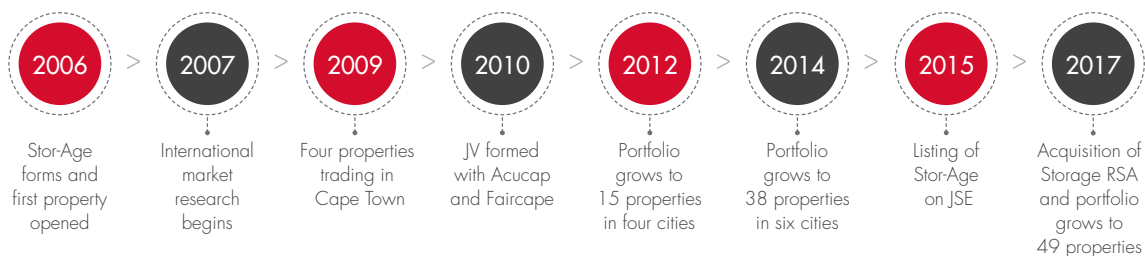 2006
>
2007
>
2009
>
2010
>
2012
>
2014
>
2015
>
2017
Stor-Age
forms and
first property
opened
International
market
research
begins
Four properties
trading in
Cape Town
JV formed
with Acucap
and Faircape
Portfolio
grows to
15 properties
in four cities
Portfolio
grows to
38 properties
in six cities
Listing of
Stor-Age
on JSE
Acquisition of
Storage RSA
and portfolio
grows to
49 properties